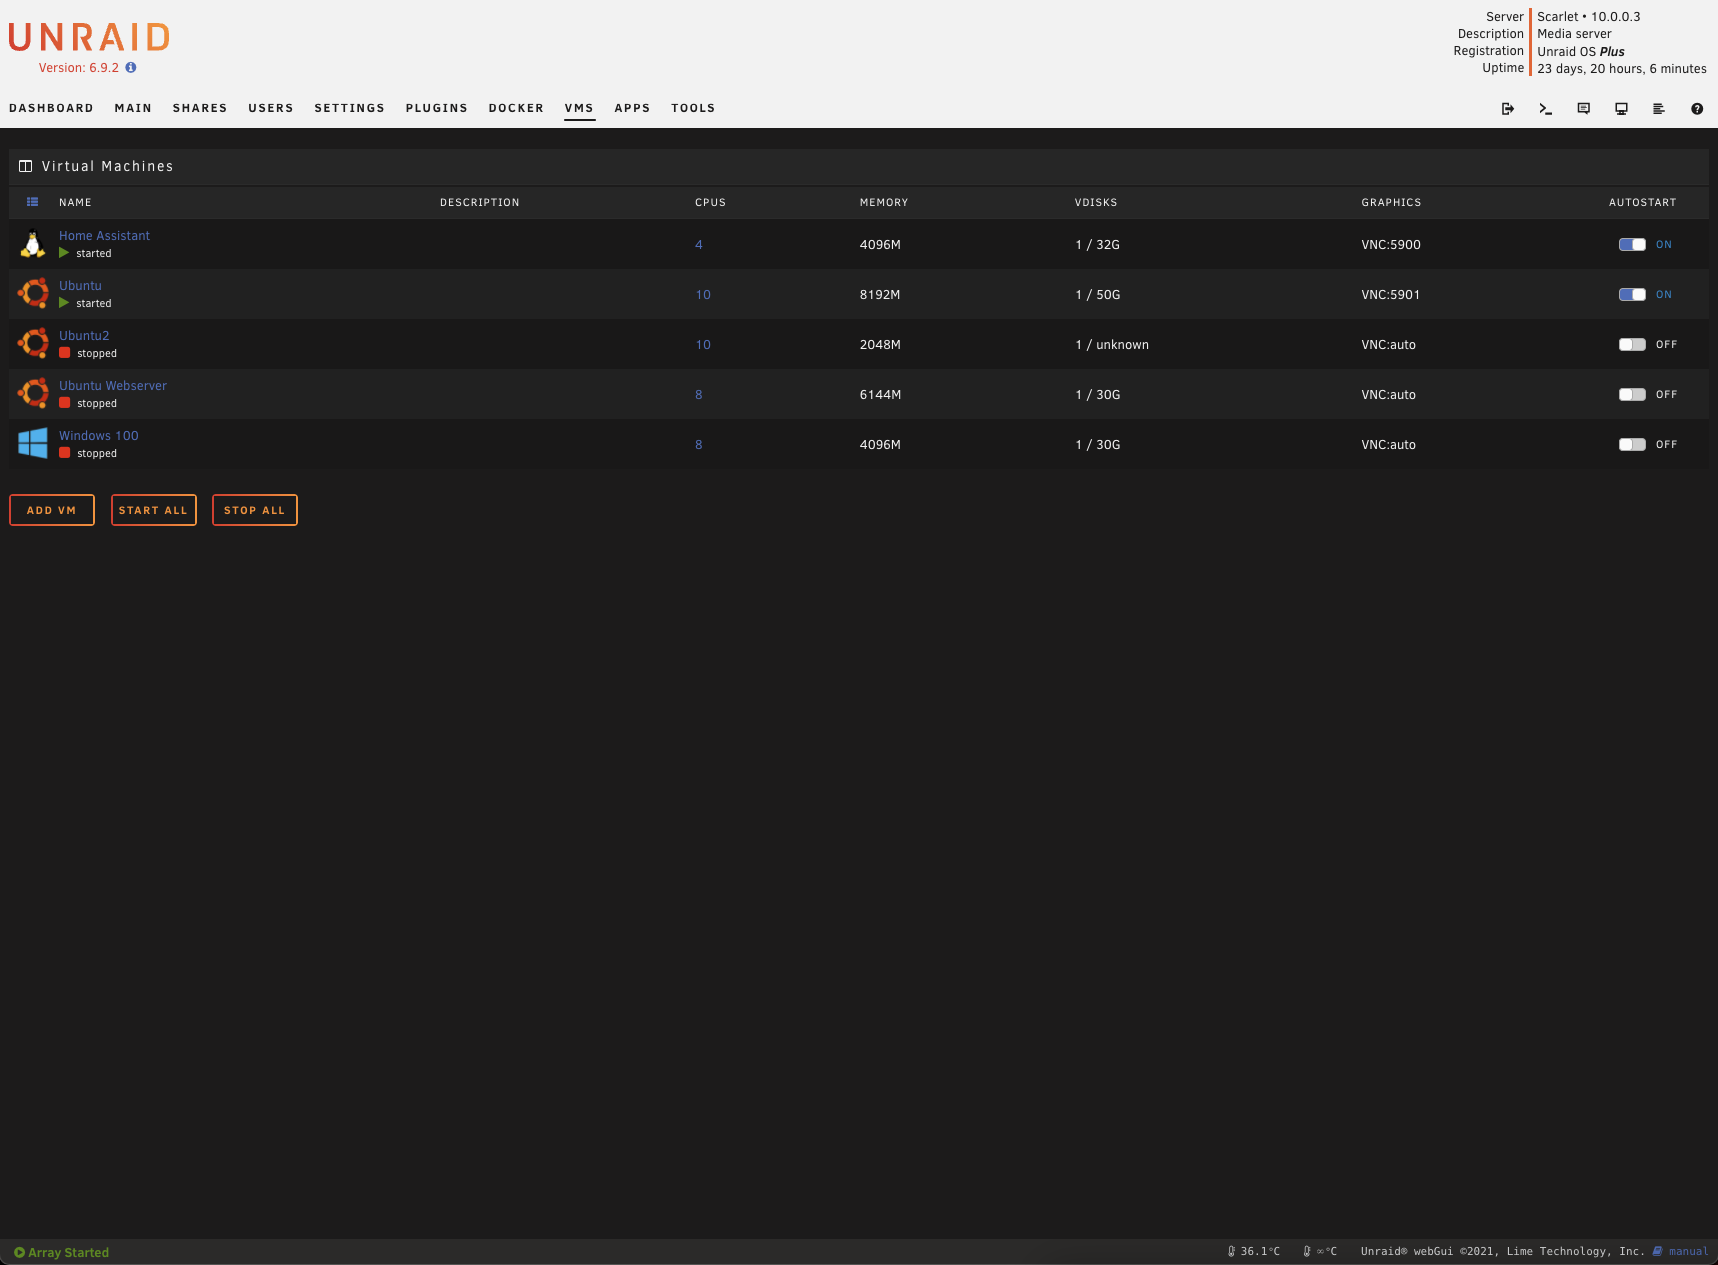 UNRAID
Version: 6.9.2
Server Scarlet • 10.0.0.3
Description Media server
Registration Unraid OS Plus
Uptime 23 days, 20 hours, 6 minutes
DASHBOARD MAIN SHARES USERS SETTINGS PLUGINS DOCKER VMS APPS TOOLS
Virtual Machines
NAME DESCRIPTION CPUS MEMORY VDISKS GRAPHICS AUTOSTART
Home Assistant
started
4 4096M 1 / 32G VNC:5900 ON
Ubuntu
started
10 8192M 1 / 50G VNC:5901 ON
Ubuntu2
stopped
10 2048M 1 / unknown VNC:auto OFF
Ubuntu Webserver
stopped
8 6144M 1 / 30G VNC:auto OFF
Windows 100
stopped
8 4096M 1 / 30G VNC:auto OFF
ADD VM START ALL STOP ALL
Array Started 36.1°C ∞°C Unraid® webGui ©2021, Lime Technology, Inc. manual